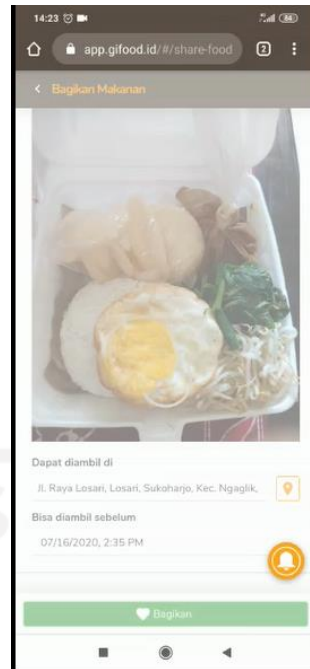 14:23
84
app.gifood.id/#/share-food
2
Bagikan Makanan
Dapat diambil di
Jl. Raya Losari, Losari, Sukoharjo, Kec. Ngaglik,
Bisa diambil sebelum
07/16/2020, 2:35 PM
Bagikan